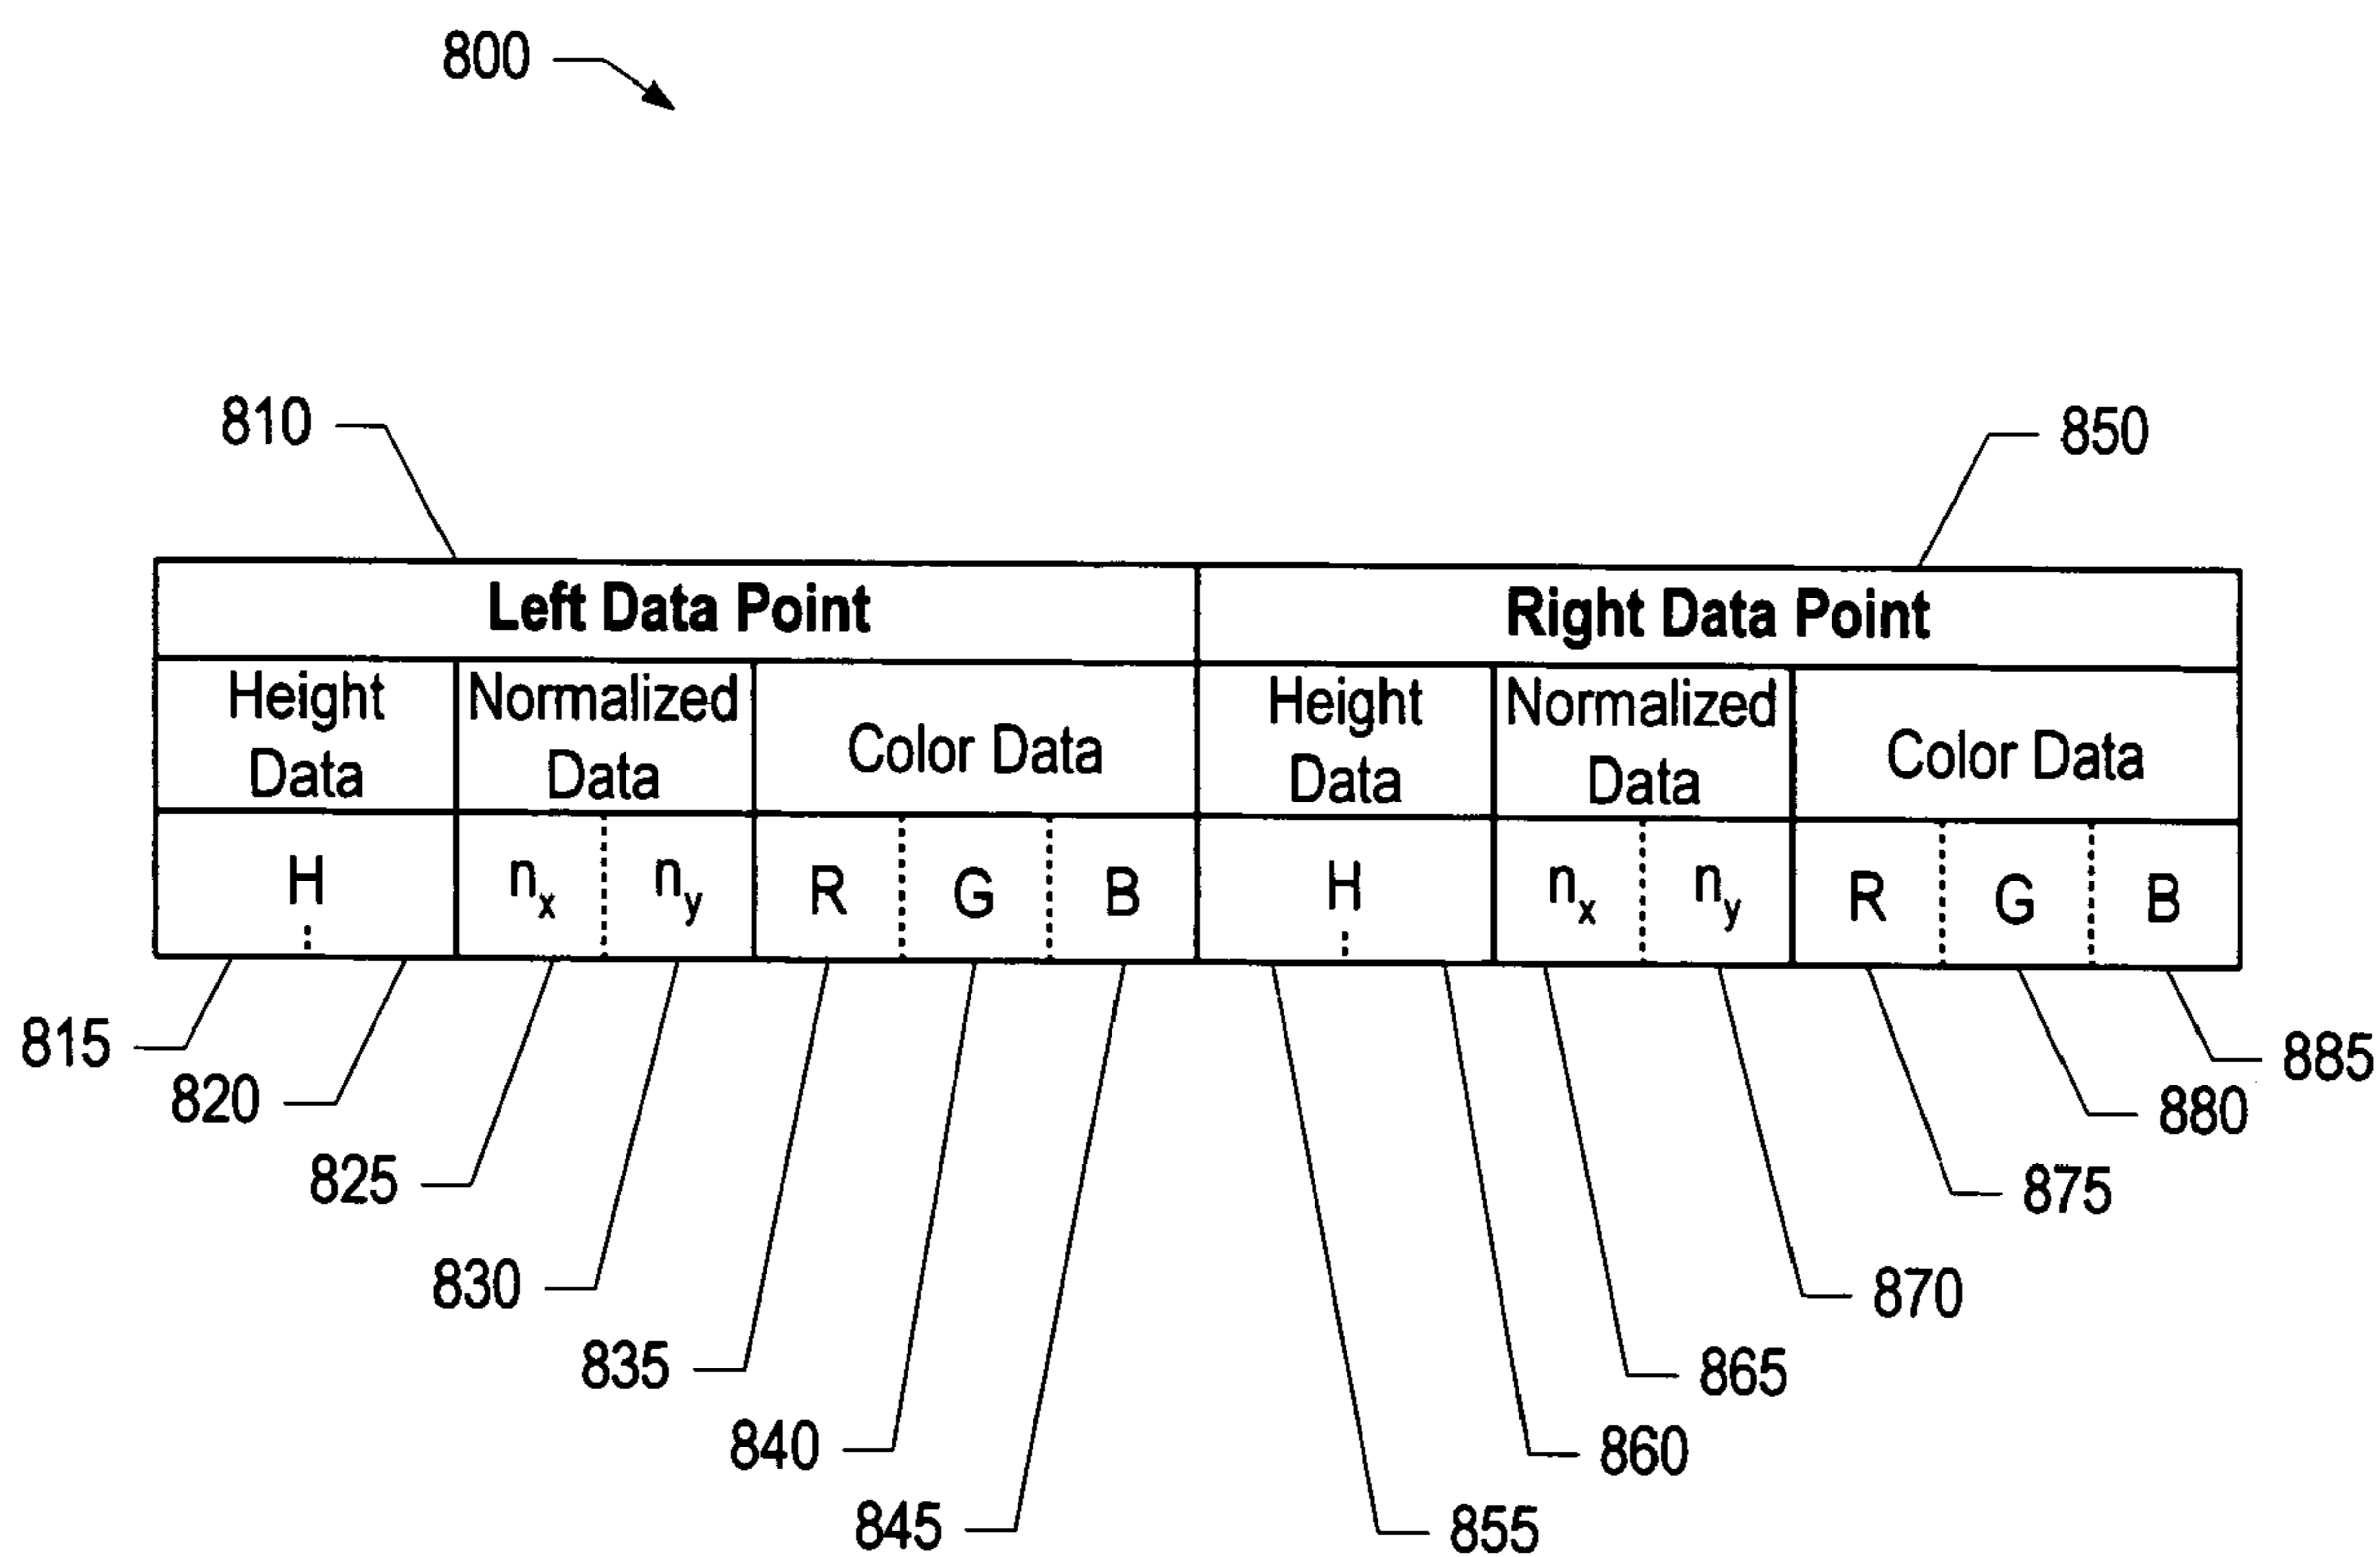 800
810
850
Left Data Point
Right Data Point
Height Data
Normalized Data
Color Data
Height Data
Normalized Data
Color Data
H
nx
ny
R
G
B
H
nx
ny
R
G
B
815
820
825
830
835
840
845
855
860
865
870
875
880
885